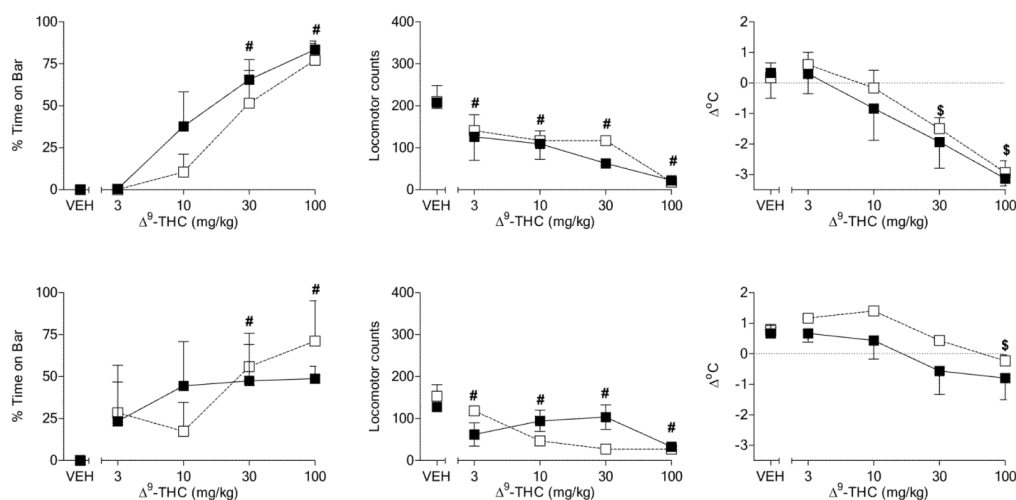 100
75
50
25
0
% Time on Bar
# #
VEH 3 10 30 100
Δ⁹-THC (mg/kg)
400
300
200
100
0
Locomotor counts
# # # #
VEH 3 10 30 100
Δ⁹-THC (mg/kg)
2
1
0
-1
-2
-3
Δ°C
$ $
VEH 3 10 30 100
Δ⁹-THC (mg/kg)
100
75
50
25
0
% Time on Bar
# #
VEH 3 10 30 100
Δ⁹-THC (mg/kg)
400
300
200
100
0
Locomotor counts
# # # #
VEH 3 10 30 100
Δ⁹-THC (mg/kg)
2
1
0
-1
-2
-3
Δ°C
$
VEH 3 10 30 100
Δ⁹-THC (mg/kg)